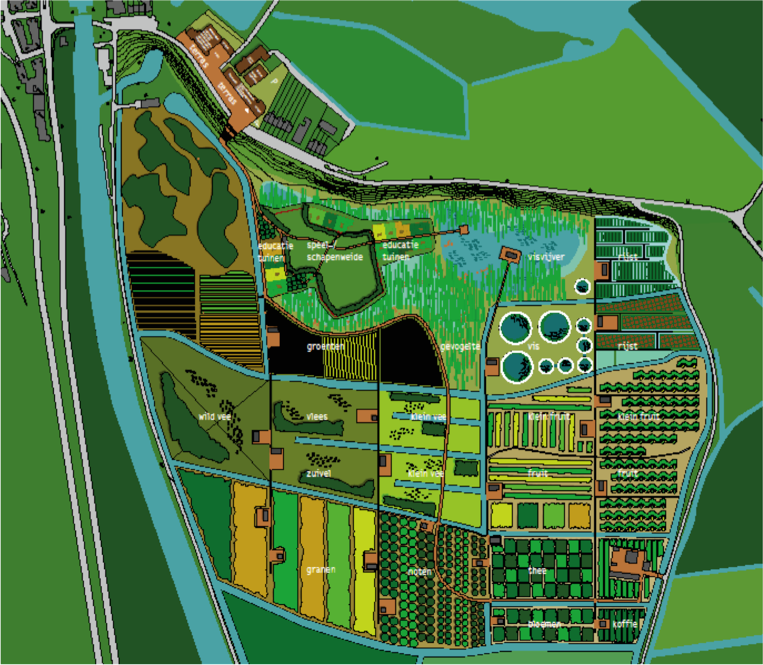 terras
terras
P
educatie
tuinen
speel-/
schapenweide
educatie
tuinen
visvijver
rijst
groenten
gevogelte
vis
rijst
wild vee
vlees
klein vee
klein fruit
klein fruit
zuivel
klein vee
fruit
fruit
granen
noten
thee
bloemen
koffie